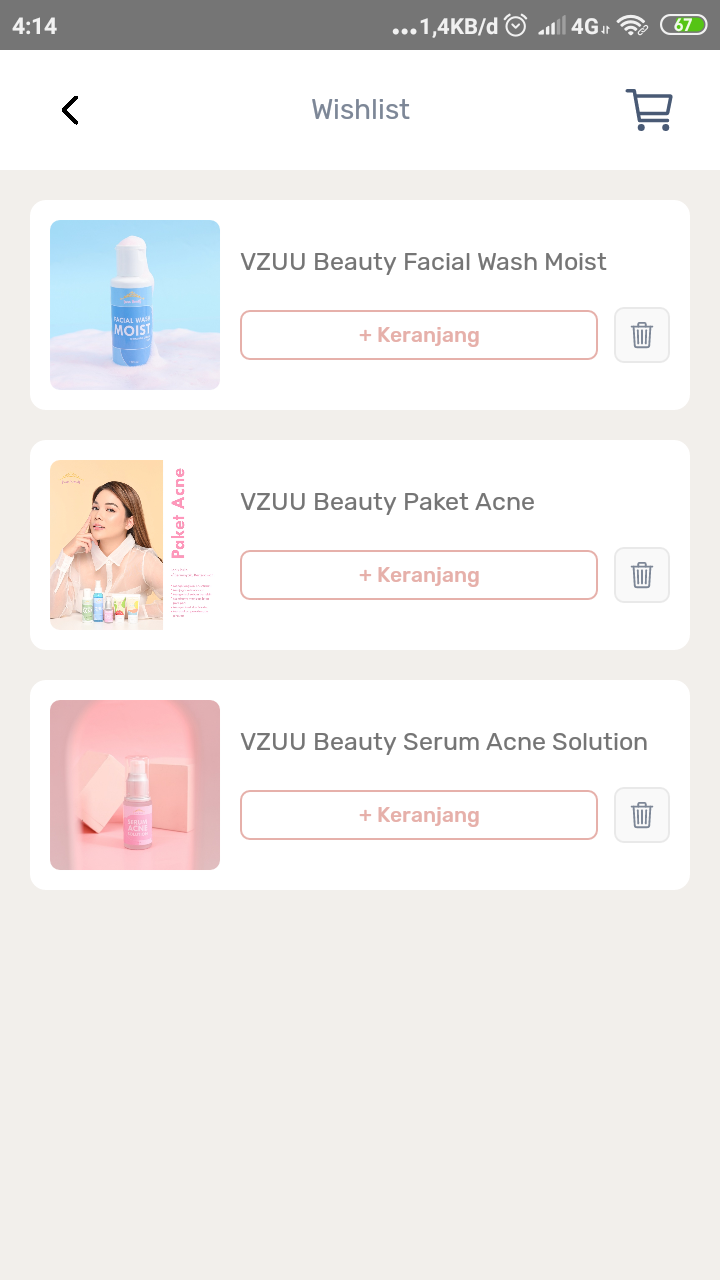 4:14 ...1,4KB/d 4G 67
Wishlist
FACIAL WASH
MOIST
VZUU Beauty Facial Wash Moist
+ Keranjang
Paket Acne
VZUU Beauty Paket Acne
+ Keranjang
SERUM
ACNE
VZUU Beauty Serum Acne Solution
+ Keranjang